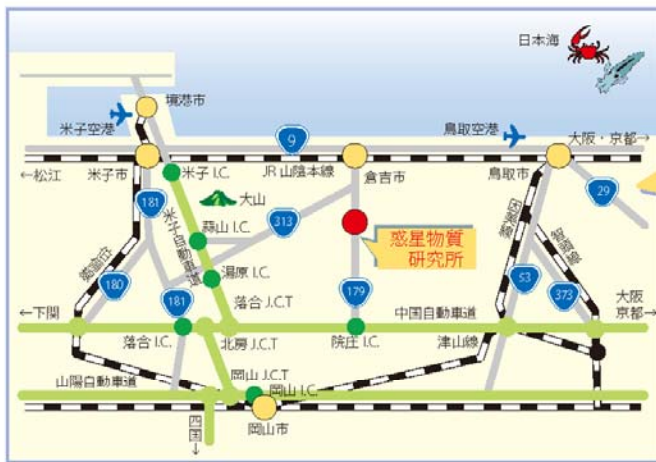 日本海
境港市
米子空港
鳥取空港
大阪・京都→
9
←松江
米子市
米子 I.C.
JR山陰本線
倉吉市
鳥取市
181
大山
313
29
蒜山 I.C.
米子自動車道
惑星物質
研究所
因美線
智頭線
伯備線
湯原 I.C.
180
181
179
53
373
落合 J.C.T
←下関
中国自動車道
大阪
京都→
落合 I.C.
北房 J.C.T
院庄 I.C.
津山線
岡山 J.C.T
山陽自動車道
岡山 I.C.
岡山市
四国→